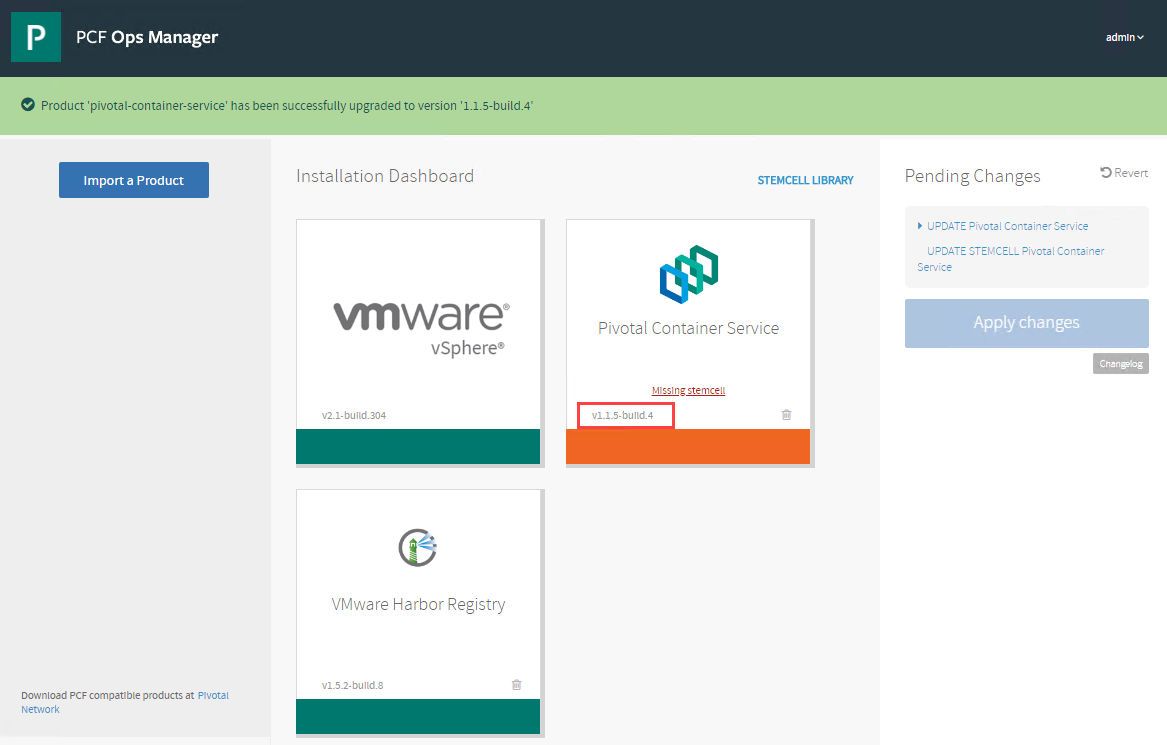 P
PCF Ops Manager
admin
Product 'pivotal-container-service' has been successfully upgraded to version '1.1.5-build.4'
Import a Product
Download PCF compatible products at Pivotal
Network
Installation Dashboard
STEMCELL LIBRARY
vmware®
vSphere®
v2.1-build.304
Pivotal Container Service
Missing stemcell
v1.1.5-build.4
VMware Harbor Registry
v1.5.2-build.8
Pending Changes
Revert
UPDATE Pivotal Container Service
UPDATE STEMCELL Pivotal Container
Service
Apply changes
Changelog